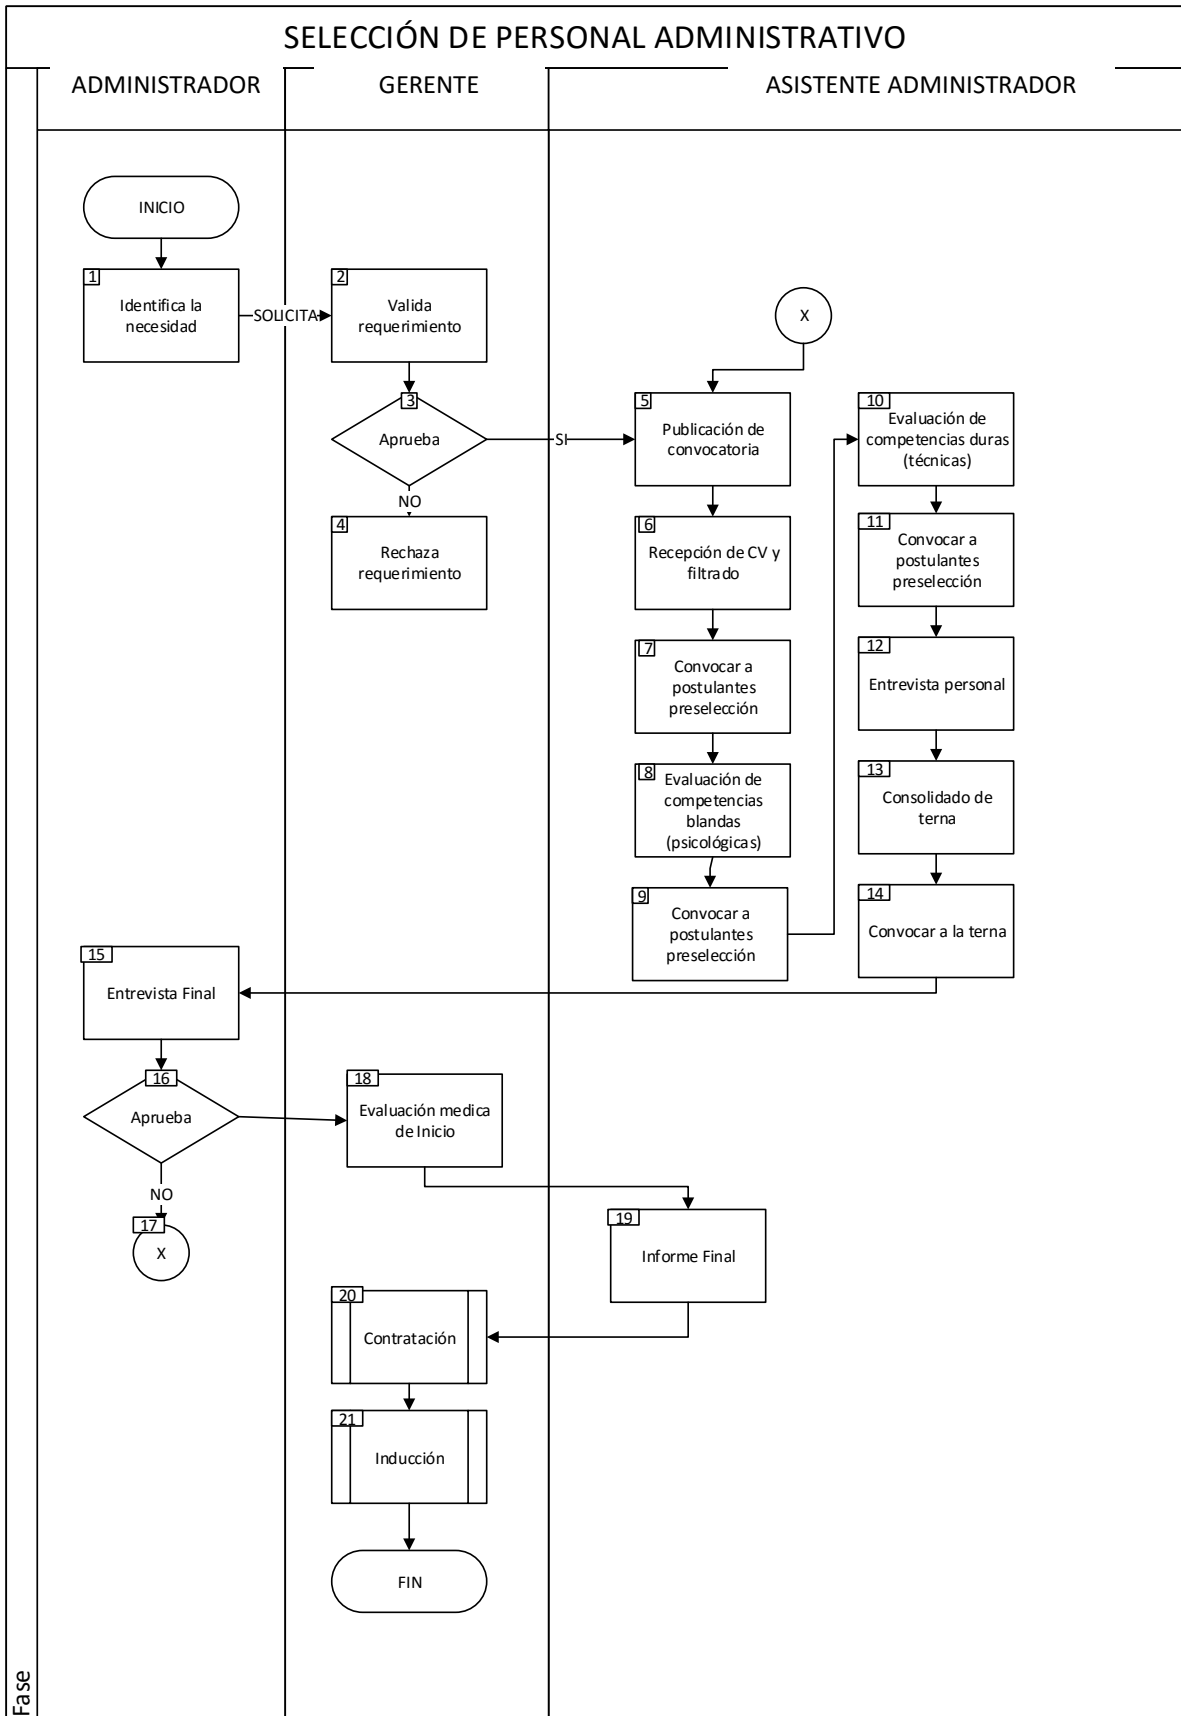 SELECCIÓN DE PERSONAL ADMINISTRATIVO
ADMINISTRADOR
GERENTE
ASISTENTE ADMINISTRADOR
INICIO
1
Identifica la
necesidad
SOLICITA
2
Valida
requerimiento
X
3
Aprueba
SI
NO
4
Rechaza
requerimiento
5
Publicación de
convocatoria
6
Recepción de CV y
filtrado
7
Convocar a
postulantes
preselección
8
Evaluación de
competencias
blandas
(psicológicas)
9
Convocar a
postulantes
preselección
10
Evaluación de
competencias duras
(técnicas)
11
Convocar a
postulantes
preselección
12
Entrevista personal
13
Consolidado de
terna
14
Convocar a la terna
15
Entrevista Final
16
Aprueba
NO
17
X
18
Evaluación medica
de Inicio
19
Informe Final
20
Contratación
21
Inducción
FIN
Fase